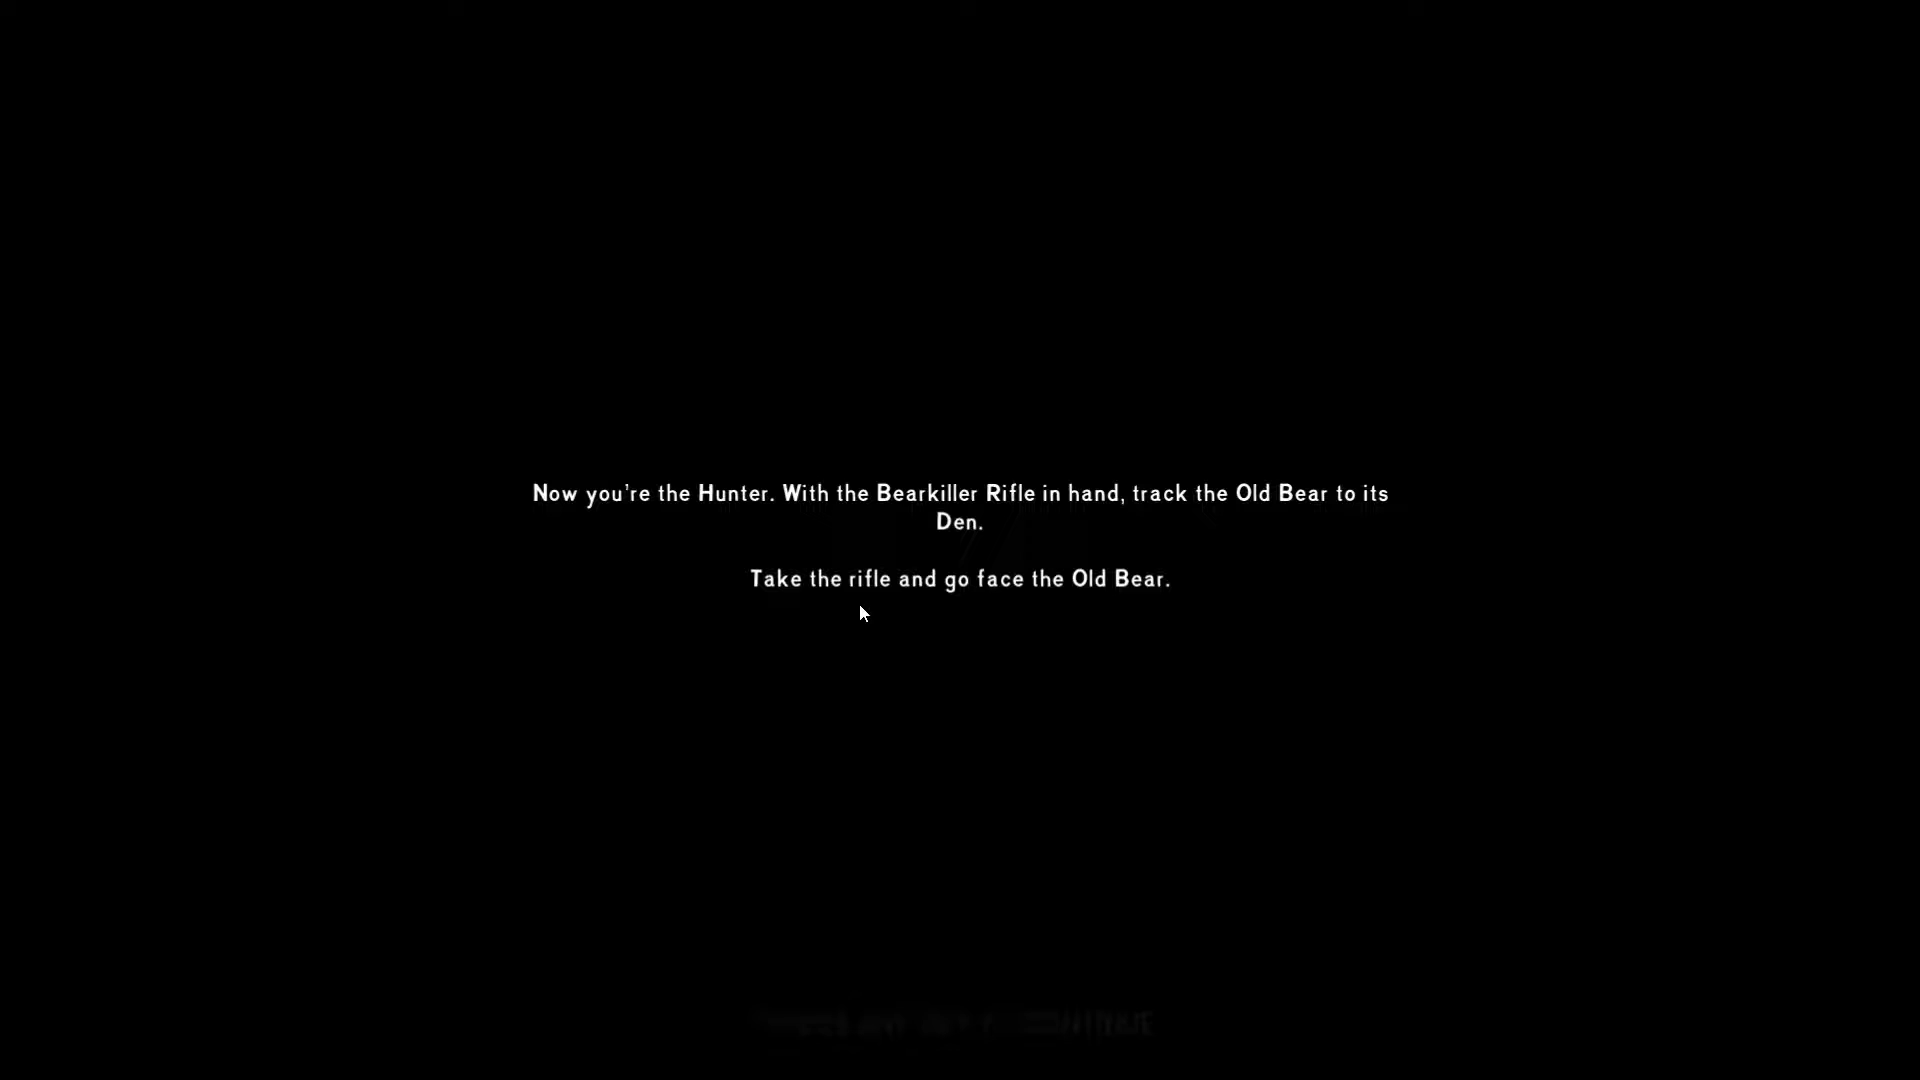 Now you're the Hunter. With the Bearkiller Rifle in hand, track the Old Bear to its
Den.
Take the rifle and go face the Old Bear.